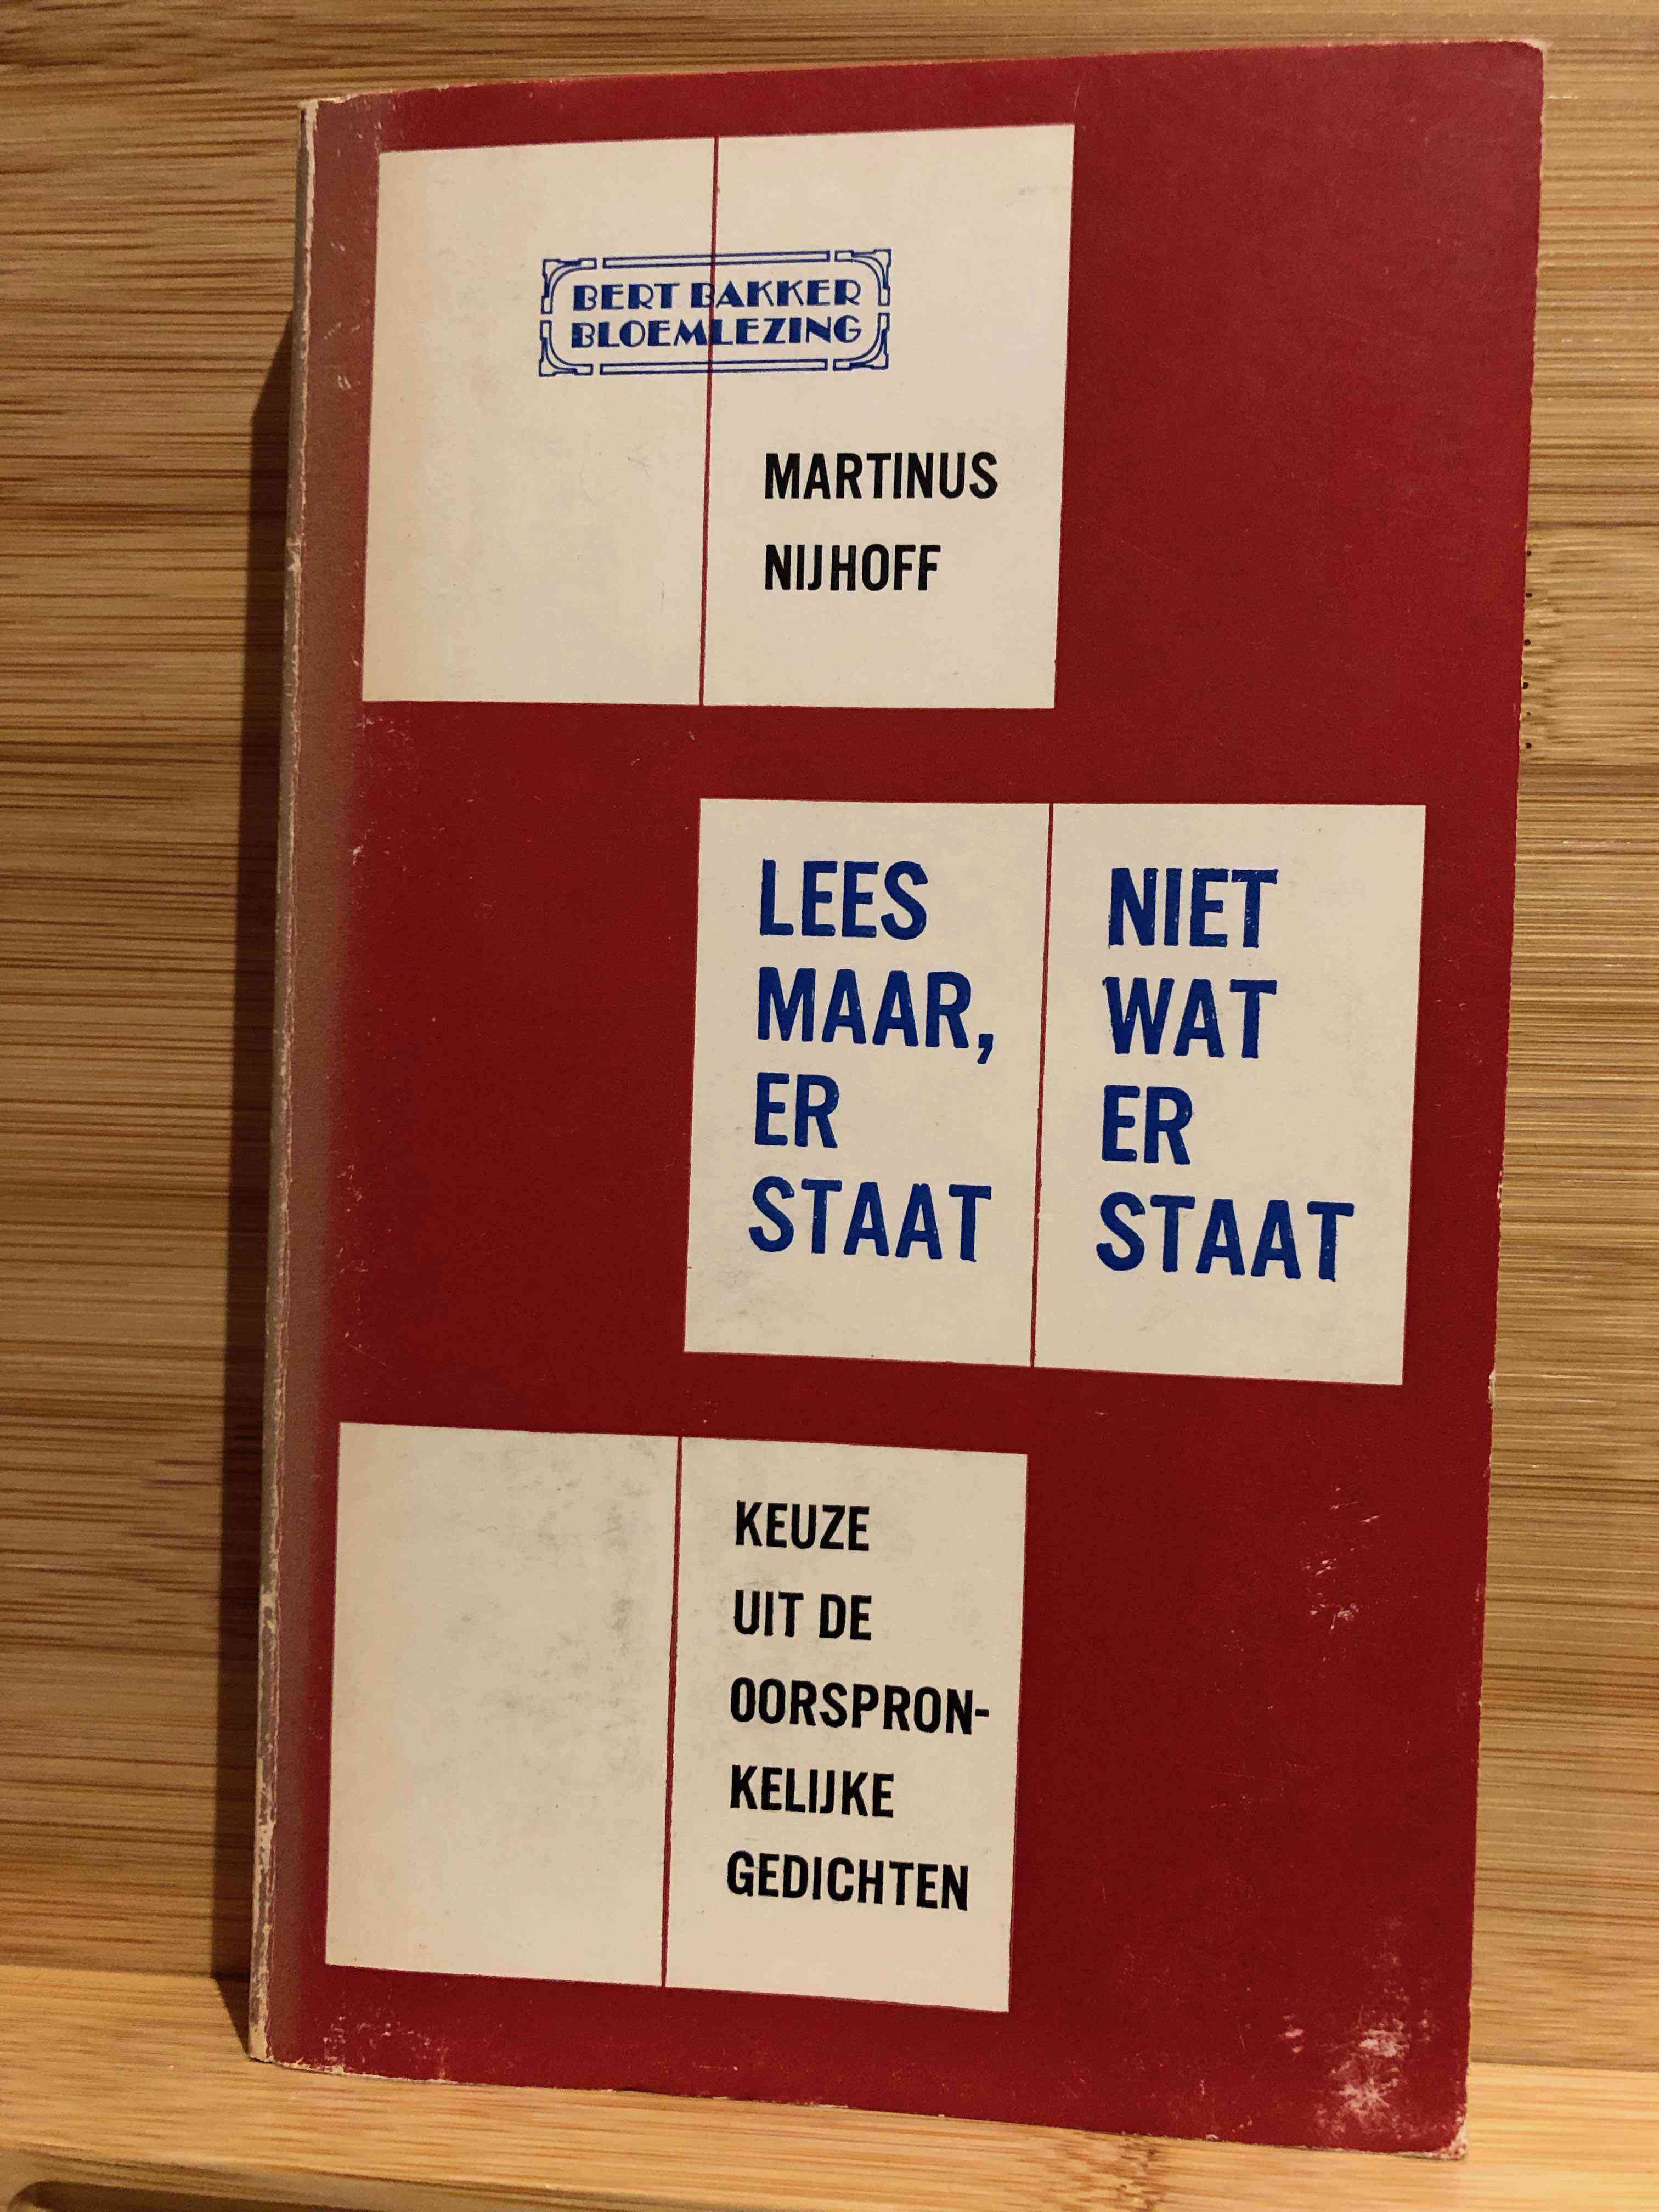 BERT BAKKER
BLOEMLEZING
MARTINUS
NIJHOFF
LEES
MAAR,
ER
STAAT
NIET
WAT
ER
STAAT
KEUZE
UIT DE
OORSPRON-
KELIJKE
GEDICHTEN